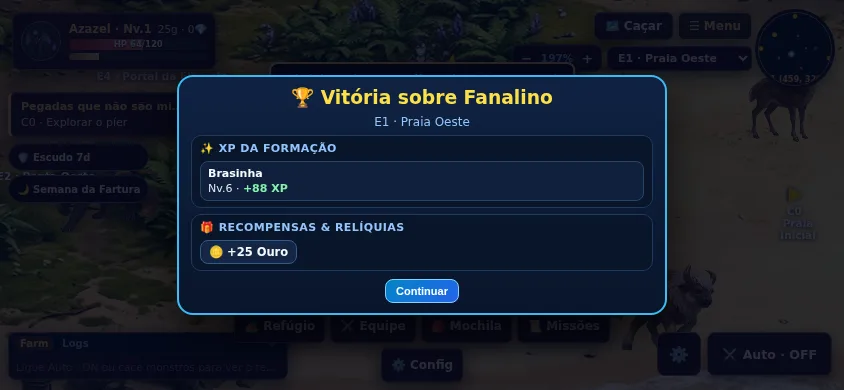 Azazel · Nv.1 25g · 0💎
HP 64/120
🗺️ Caçar
☰ Menu
− 197% +
E1 · Praia Oeste
E4 · Portal da
Pegadas que não são mi...
C0 · Explorar o píer
🛡️ Escudo 7d
🌙 Semana da Fartura
🏆 Vitória sobre Fanalino
E1 · Praia Oeste
✨ XP DA FORMAÇÃO
Brasinha
Nv.6 · +88 XP
🎁 RECOMPENSAS & RELÍQUIAS
🪙 +25 Ouro
Continuar
C0
Praia
Inicial
Refúgio
⚔️ Equipe
🎒 Mochila
📜 Missões
Farm Logs
⚙️ Config
⚔️ Auto · OFF